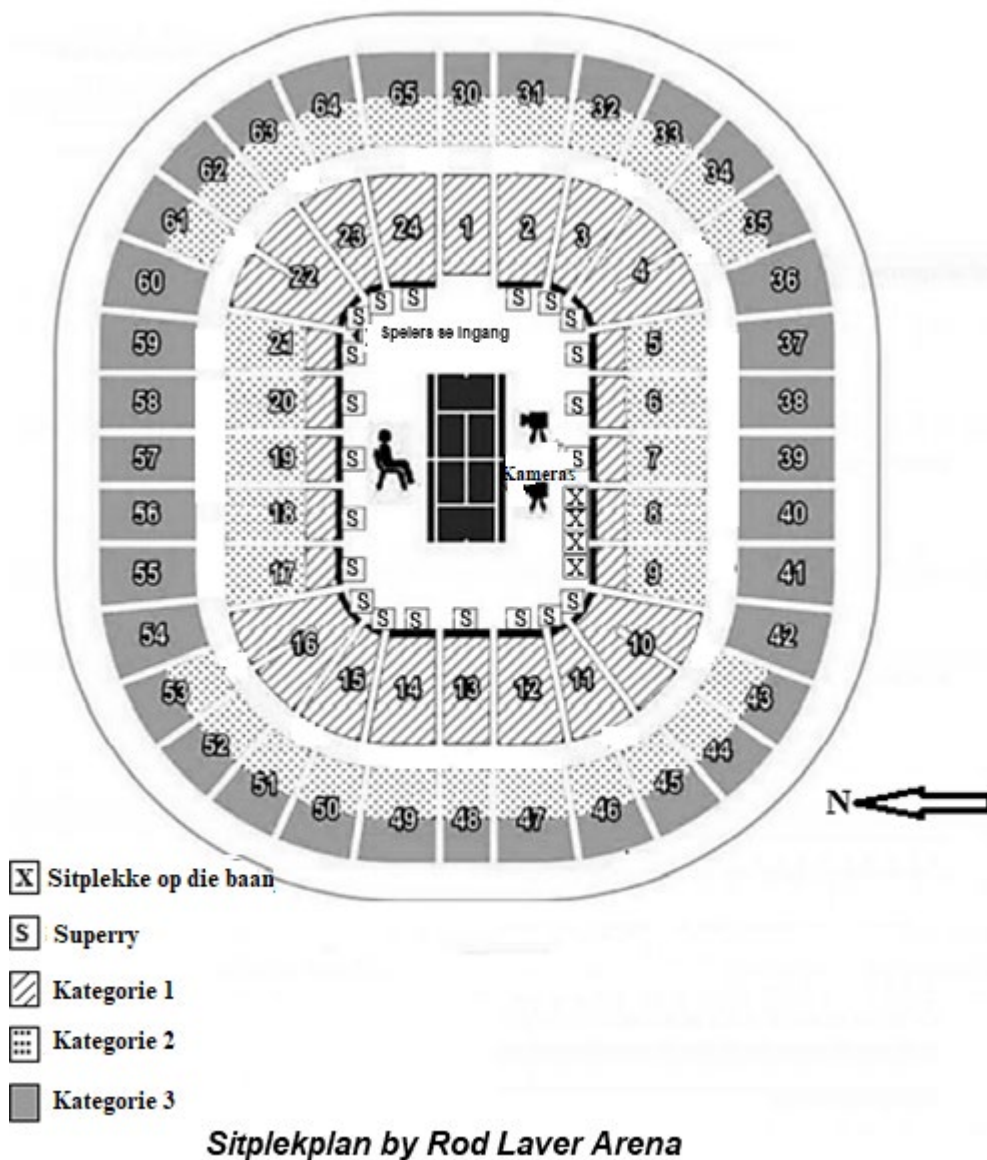 64 65 30 31 32
63 33
62 34
61 35
60 36
59 37
58 38
57 39
56 40
55 41
54 42
53 43
52 44
51 45
50 49 48 47 46
24 1 2
23 3
22 4
21 5
20 6
19 7
18 8
17 9
16 10
15 11
14 13 12
S S S S
S S
S S
S S
S S
S X
X
X
S X
S S
S S S S S
Spelers se Ingang
Kameras
N
X Sitplekke op die baan
S Superry
Kategorie 1
Kategorie 2
Kategorie 3
Sitplekplan by Rod Laver Arena